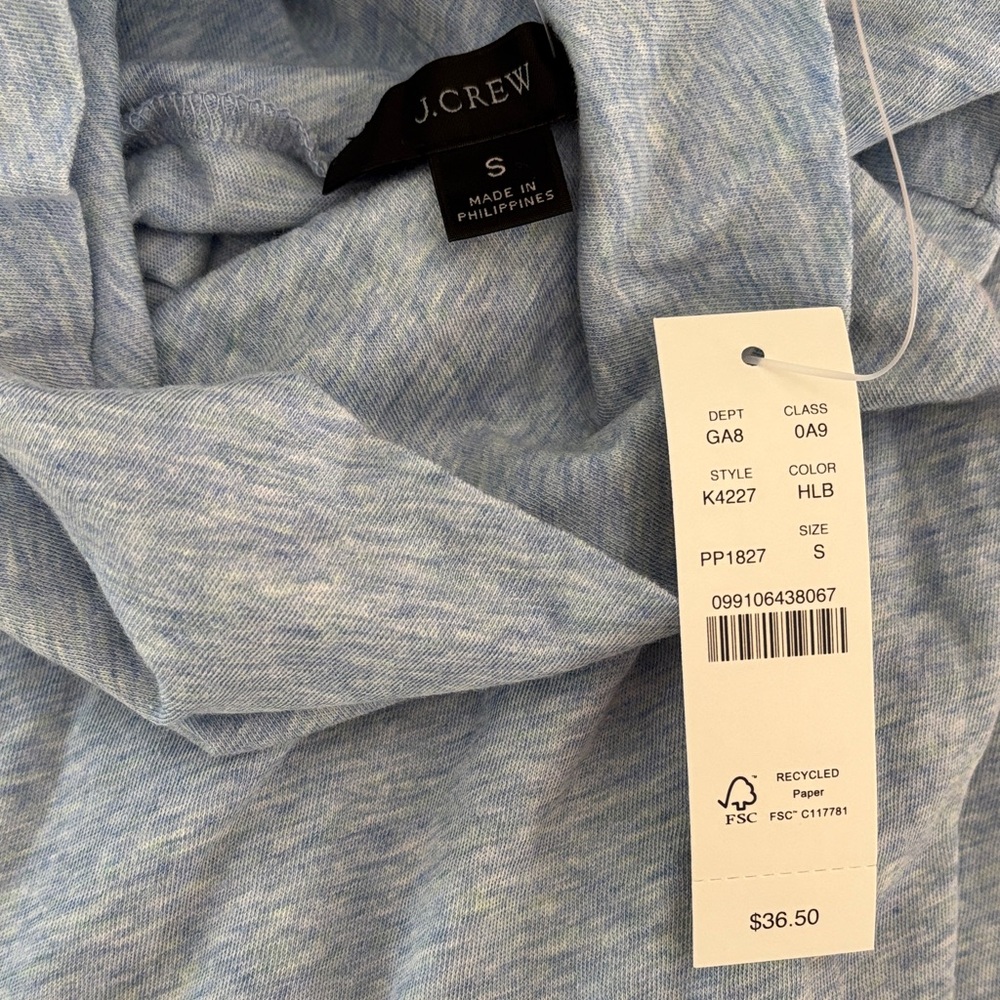 J.CREW
S
MADE IN
PHILIPPINES
DEPT CLASS
GA8 0A9
STYLE COLOR
K4227 HLB
SIZE
PP1827 S
099106438067
FSC™
RECYCLED
Paper
FSC™ C117781
$36.50